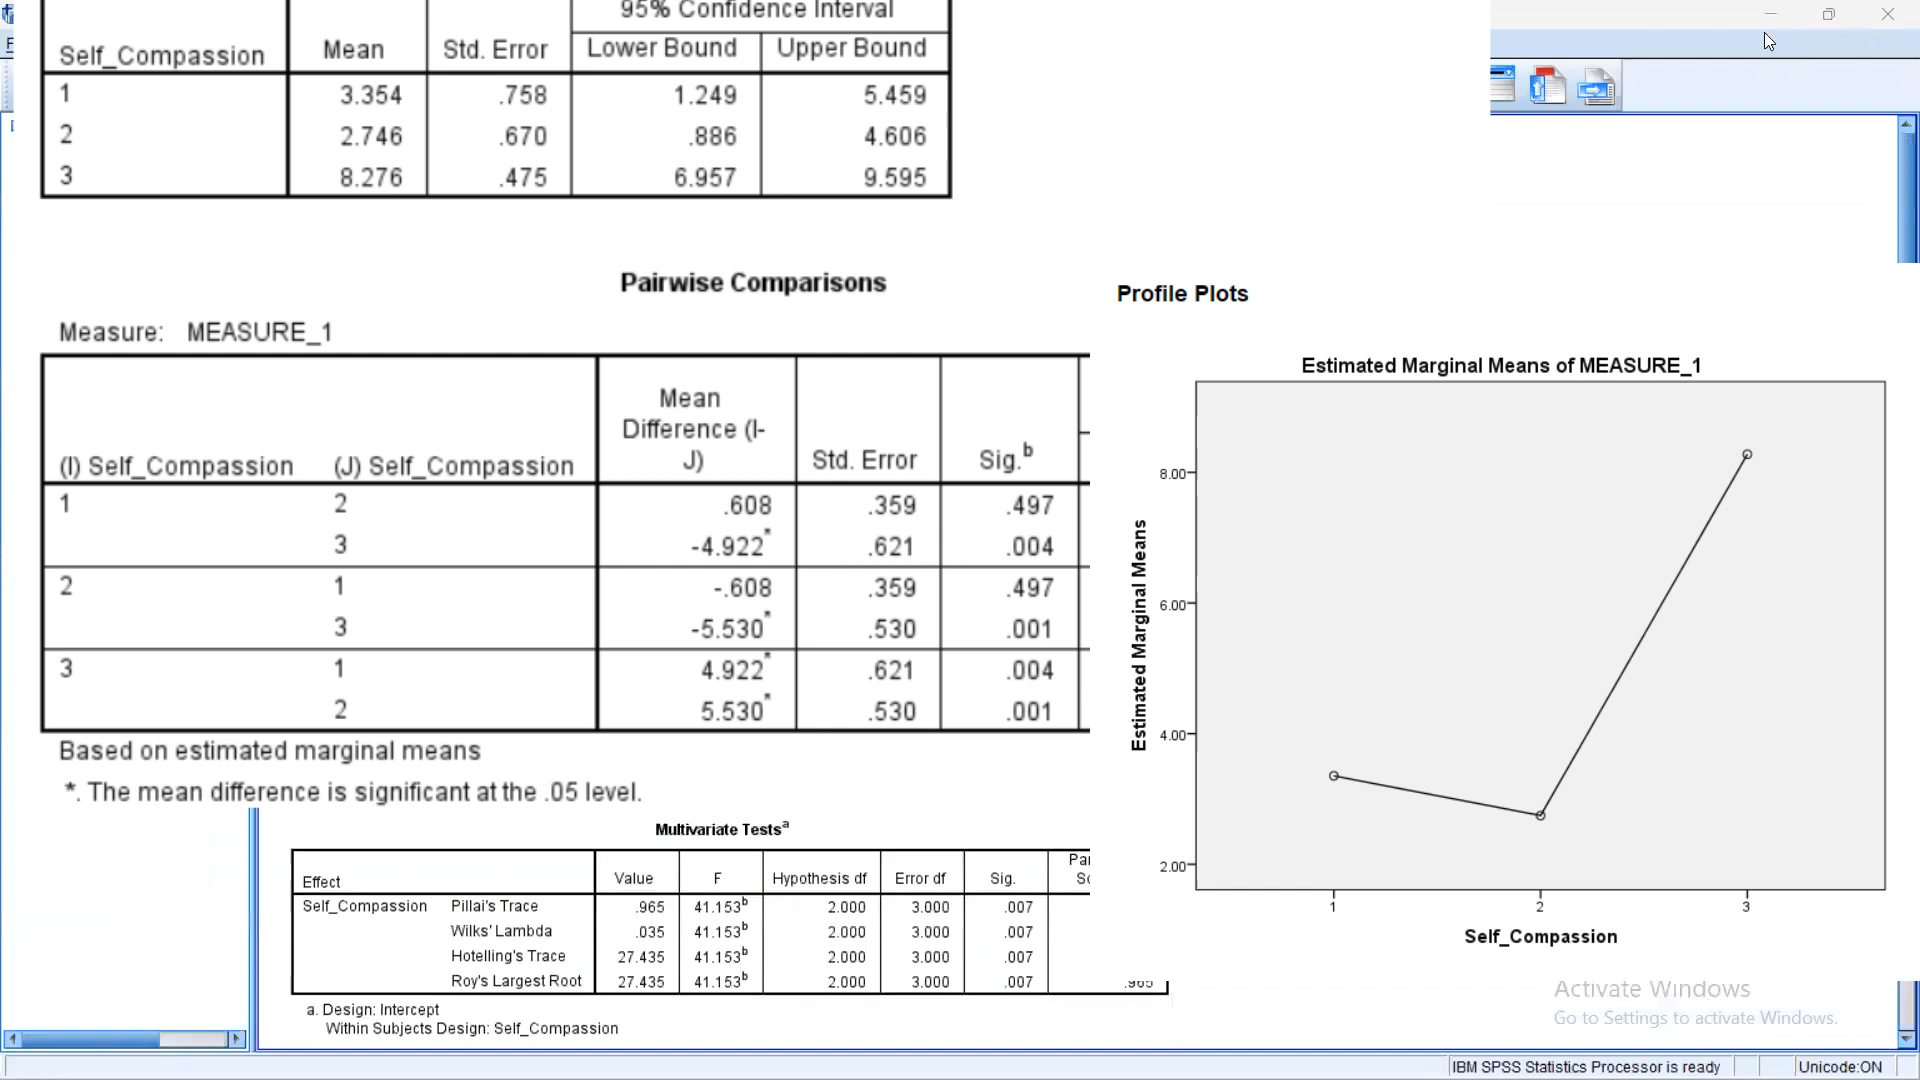 95% Confidence Interval
Self_Compassion Mean Std. Error Lower Bound Upper Bound
1 3.354 .758 1.249 5.459
2 2.746 .670 .886 4.606
3 8.276 .475 6.957 9.595
Pairwise Comparisons
Measure: MEASURE_1
(I) Self_Compassion (J) Self_Compassion Mean Difference (I-J) Std. Error Sig.b
1 2 .608 .359 .497
3 -4.922* .621 .004
2 1 -.608 .359 .497
3 -5.530* .530 .001
3 1 4.922* .621 .004
2 5.530* .530 .001
Based on estimated marginal means
*. The mean difference is significant at the .05 level.
Profile Plots
Estimated Marginal Means of MEASURE_1
Estimated Marginal Means
8.00
6.00
4.00
2.00
1 2 3
Self_Compassion
Multivariate Testsa
Effect Value F Hypothesis df Error df Sig.
Self_Compassion Pillai's Trace .965 41.153b 2.000 3.000 .007
Wilks' Lambda .035 41.153b 2.000 3.000 .007
Hotelling's Trace 27.435 41.153b 2.000 3.000 .007
Roy's Largest Root 27.435 41.153b 2.000 3.000 .007
a. Design: Intercept
Within Subjects Design: Self_Compassion
Activate Windows
Go to Settings to activate Windows.
IBM SPSS Statistics Processor is ready Unicode:ON